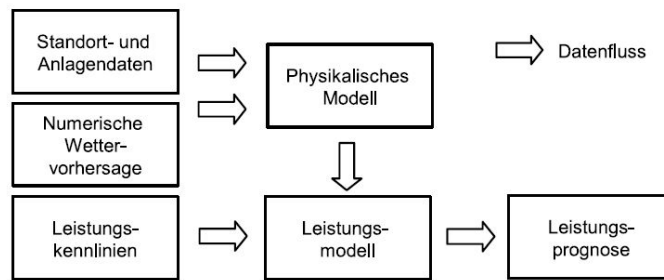 Standort- und
Anlagendaten
Physikalisches
Modell
Datenfluss
Numerische
Wetter-
vorhersage
Leistungs-
kennlinien
Leistungs-
modell
Leistungs-
prognose